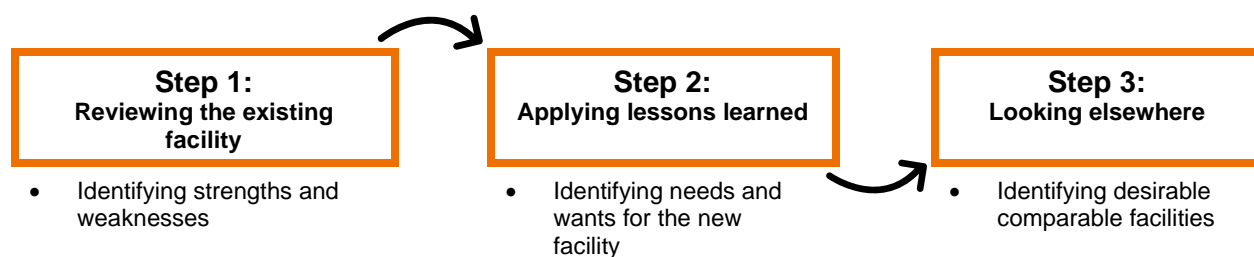 Step 1:
Reviewing the existing
facility
• Identifying strengths and
weaknesses
Step 2:
Applying lessons learned
• Identifying needs and
wants for the new
facility
Step 3:
Looking elsewhere
• Identifying desirable
comparable facilities